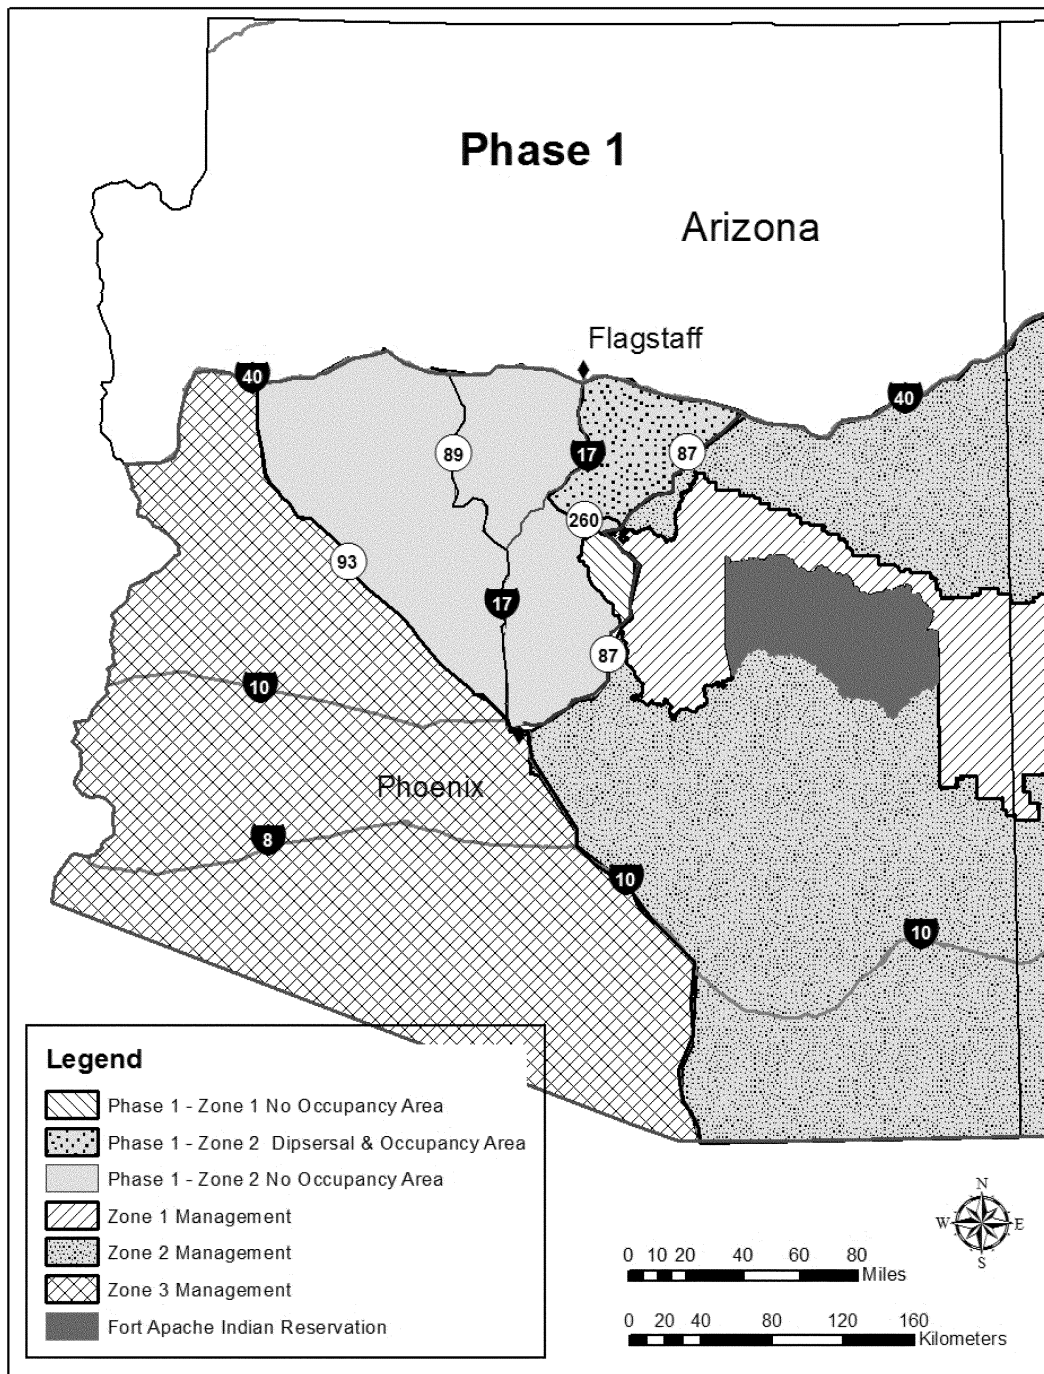 Phase 1
Arizona
Flagstaff
40
40
89
17
87
260
93
17
87
10
Phoenix
8
10
10
Legend
Phase 1 - Zone 1 No Occupancy Area
Phase 1 - Zone 2 Dipsersal & Occupancy Area
Phase 1 - Zone 2 No Occupancy Area
Zone 1 Management
Zone 2 Management
Zone 3 Management
Fort Apache Indian Reservation
N
W E
S
0 10 20 40 60 80
Miles
0 20 40 80 120 160
Kilometers